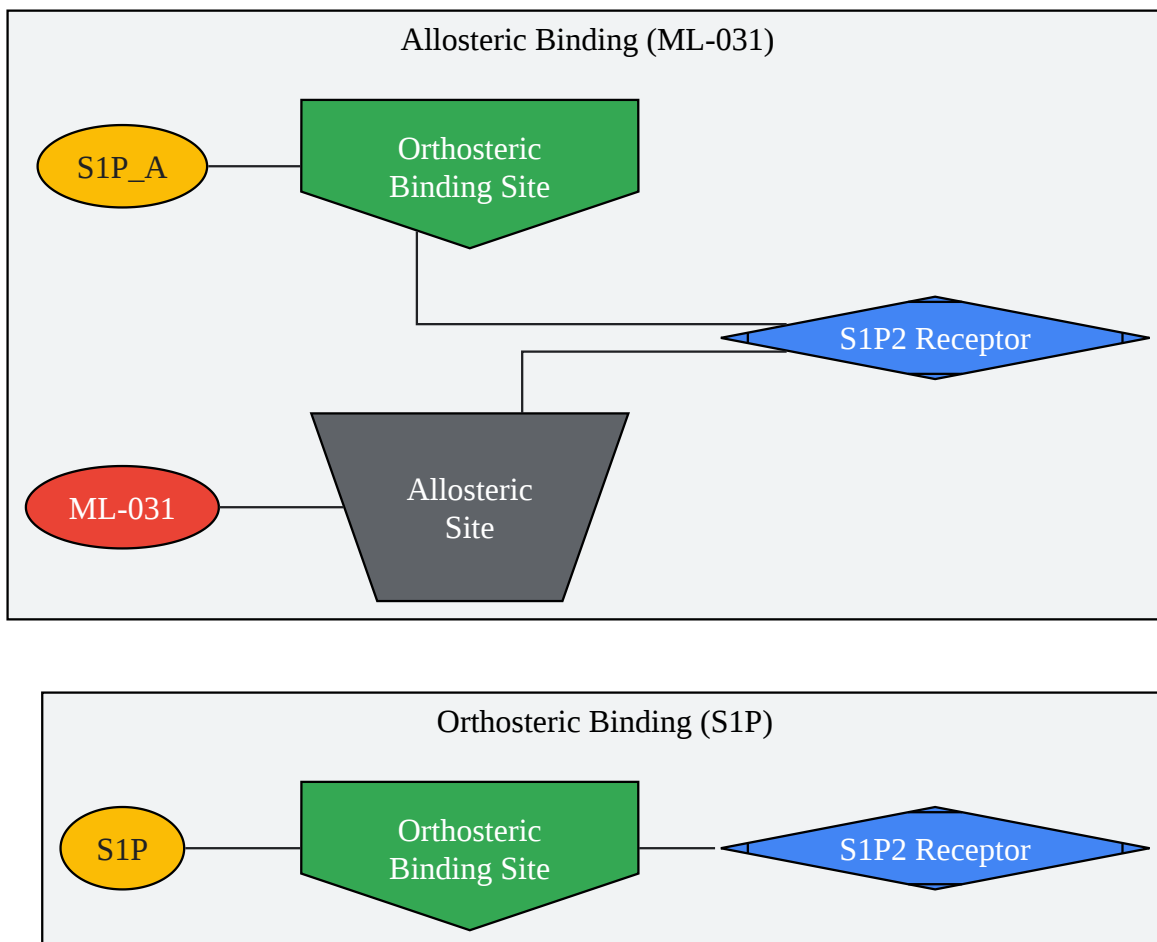 Allosteric Binding (ML-031)
S1P_A
Orthosteric
Binding Site
S1P2 Receptor
ML-031
Allosteric
Site
Orthosteric Binding (S1P)
S1P
Orthosteric
Binding Site
S1P2 Receptor